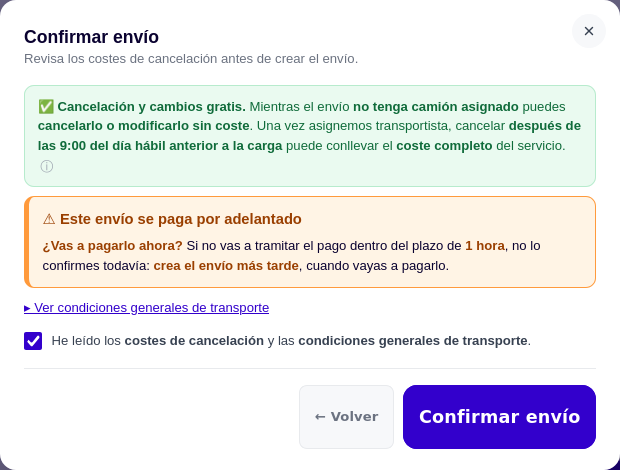 Confirmar envío
Revisa los costes de cancelación antes de crear el envío.
✅ Cancelación y cambios gratis. Mientras el envío no tenga camión asignado puedes
cancelarlo o modificarlo sin coste. Una vez asignemos transportista, cancelar después de
las 9:00 del día hábil anterior a la carga puede conllevar el coste completo del servicio.
ⓘ
⚠ Este envío se paga por adelantado
¿Vas a pagarlo ahora? Si no vas a tramitar el pago dentro del plazo de 1 hora, no lo
confirmes todavía: crea el envío más tarde, cuando vayas a pagarlo.
▸ Ver condiciones generales de transporte
He leído los costes de cancelación y las condiciones generales de transporte.
← Volver
Confirmar envío